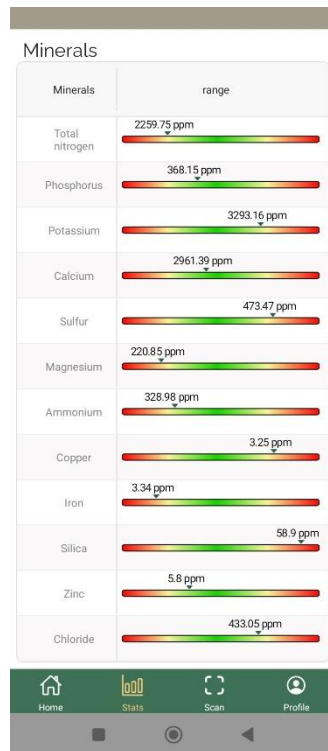 Minerals
Minerals range
Total
nitrogen
2259.75 ppm
Phosphorus 368.15 ppm
Potassium 3293.16 ppm
Calcium 2961.39 ppm
Sulfur 473.47 ppm
Magnesium 220.85 ppm
Ammonium 328.98 ppm
Copper 3.25 ppm
Iron 3.34 ppm
Silica 58.9 ppm
Zinc 5.8 ppm
Chloride 433.05 ppm
Home Stats Scan Profile